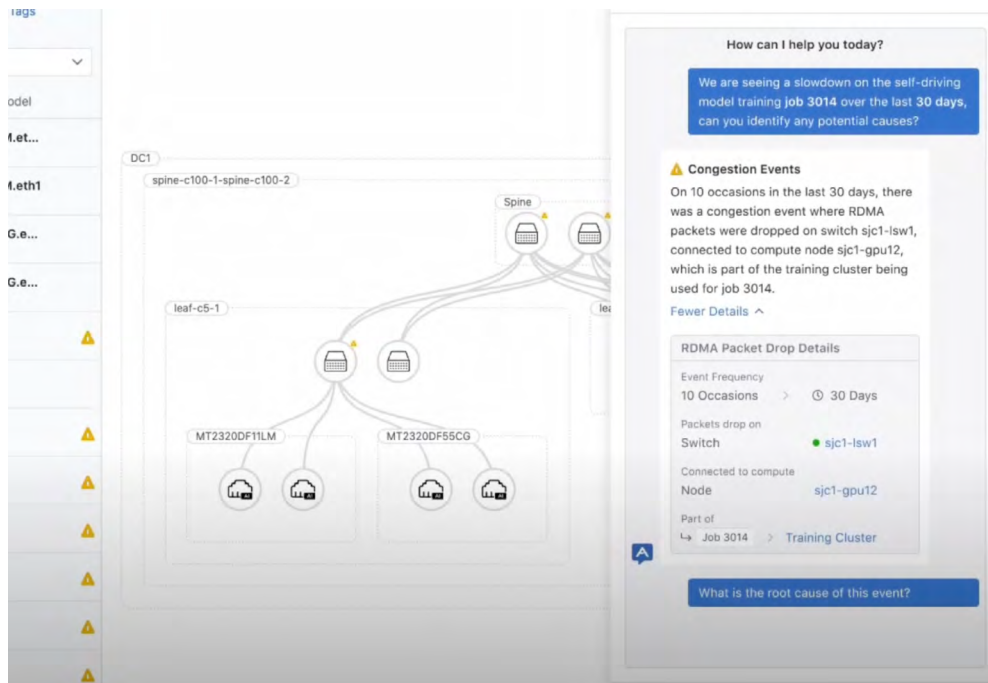 Tags
odel
M.et...
M.eth1
G.e...
G.e...
DC1
spine-c100-1-spine-c100-2
Spine
leaf-c5-1
lea
MT2320DF11LM
MT2320DF55CG
AI
AI
AI
AI
How can I help you today?
We are seeing a slowdown on the self-driving
model training job 3014 over the last 30 days,
can you identify any potential causes?
Congestion Events
On 10 occasions in the last 30 days, there
was a congestion event where RDMA
packets were dropped on switch sjc1-lsw1,
connected to compute node sjc1-gpu12,
which is part of the training cluster being
used for job 3014.
Fewer Details
RDMA Packet Drop Details
Event Frequency
10 Occasions > 30 Days
Packets drop on
Switch sjc1-lsw1
Connected to compute
Node sjc1-gpu12
Part of
Job 3014 > Training Cluster
What is the root cause of this event?